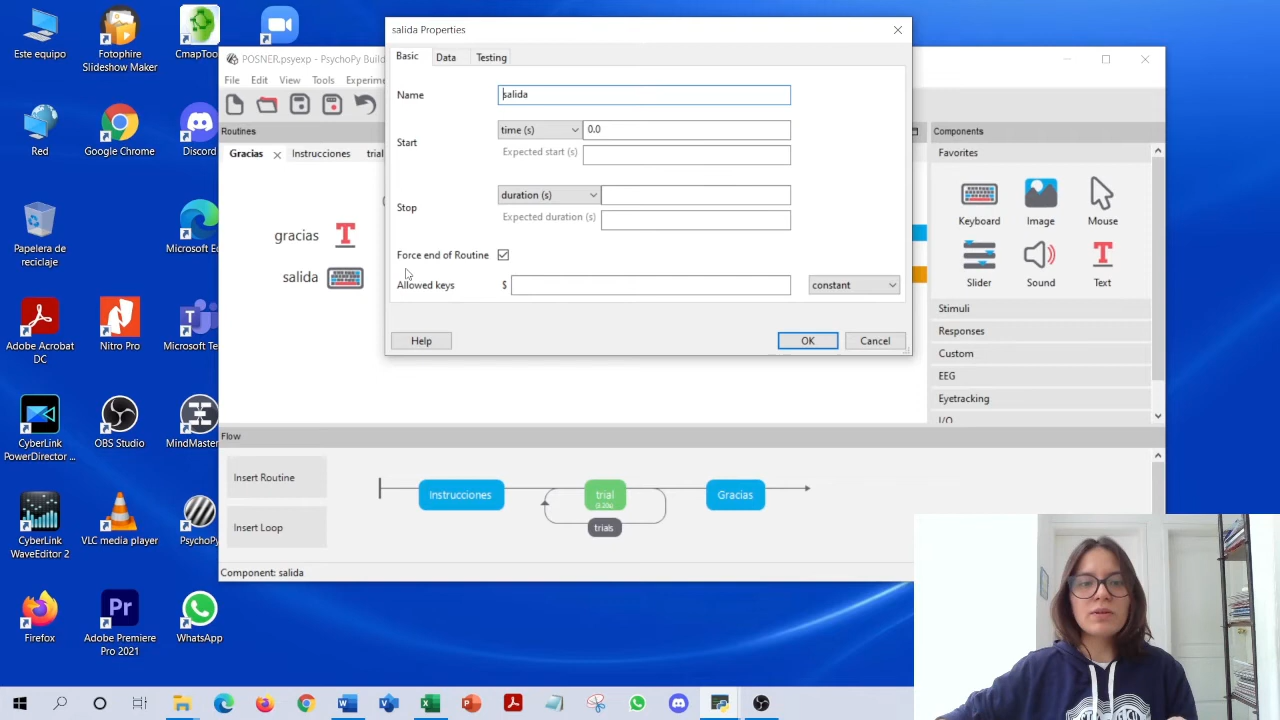 Este equipo
Fotophire
Slideshow Maker
CmapTools
Red
Google Chrome
Discord
Papelera de
reciclaje
Microsoft Ed
Adobe Acrobat
DC
Nitro Pro
Microsoft Te
CyberLink
PowerDirector ...
OBS Studio
MindMaster
CyberLink
WaveEditor 2
VLC media player
PsychoPy
Firefox
Adobe Premiere
Pro 2021
WhatsApp
POSNER.psyexp - PsychoPy Build
File Edit View Tools Experime
Routines
Gracias Instrucciones trial
gracias
salida
salida Properties
Basic Data Testing
Name salida
Start time (s) 0.0
Expected start (s)
Stop duration (s)
Expected duration (s)
Force end of Routine
Allowed keys $ constant
Help OK Cancel
Components
Favorites
Keyboard Image Mouse
Slider Sound Text
Stimuli
Responses
Custom
EEG
Eyetracking
I/O
Flow
Insert Routine
Insert Loop
Instrucciones trial Gracias
trials
Component: salida